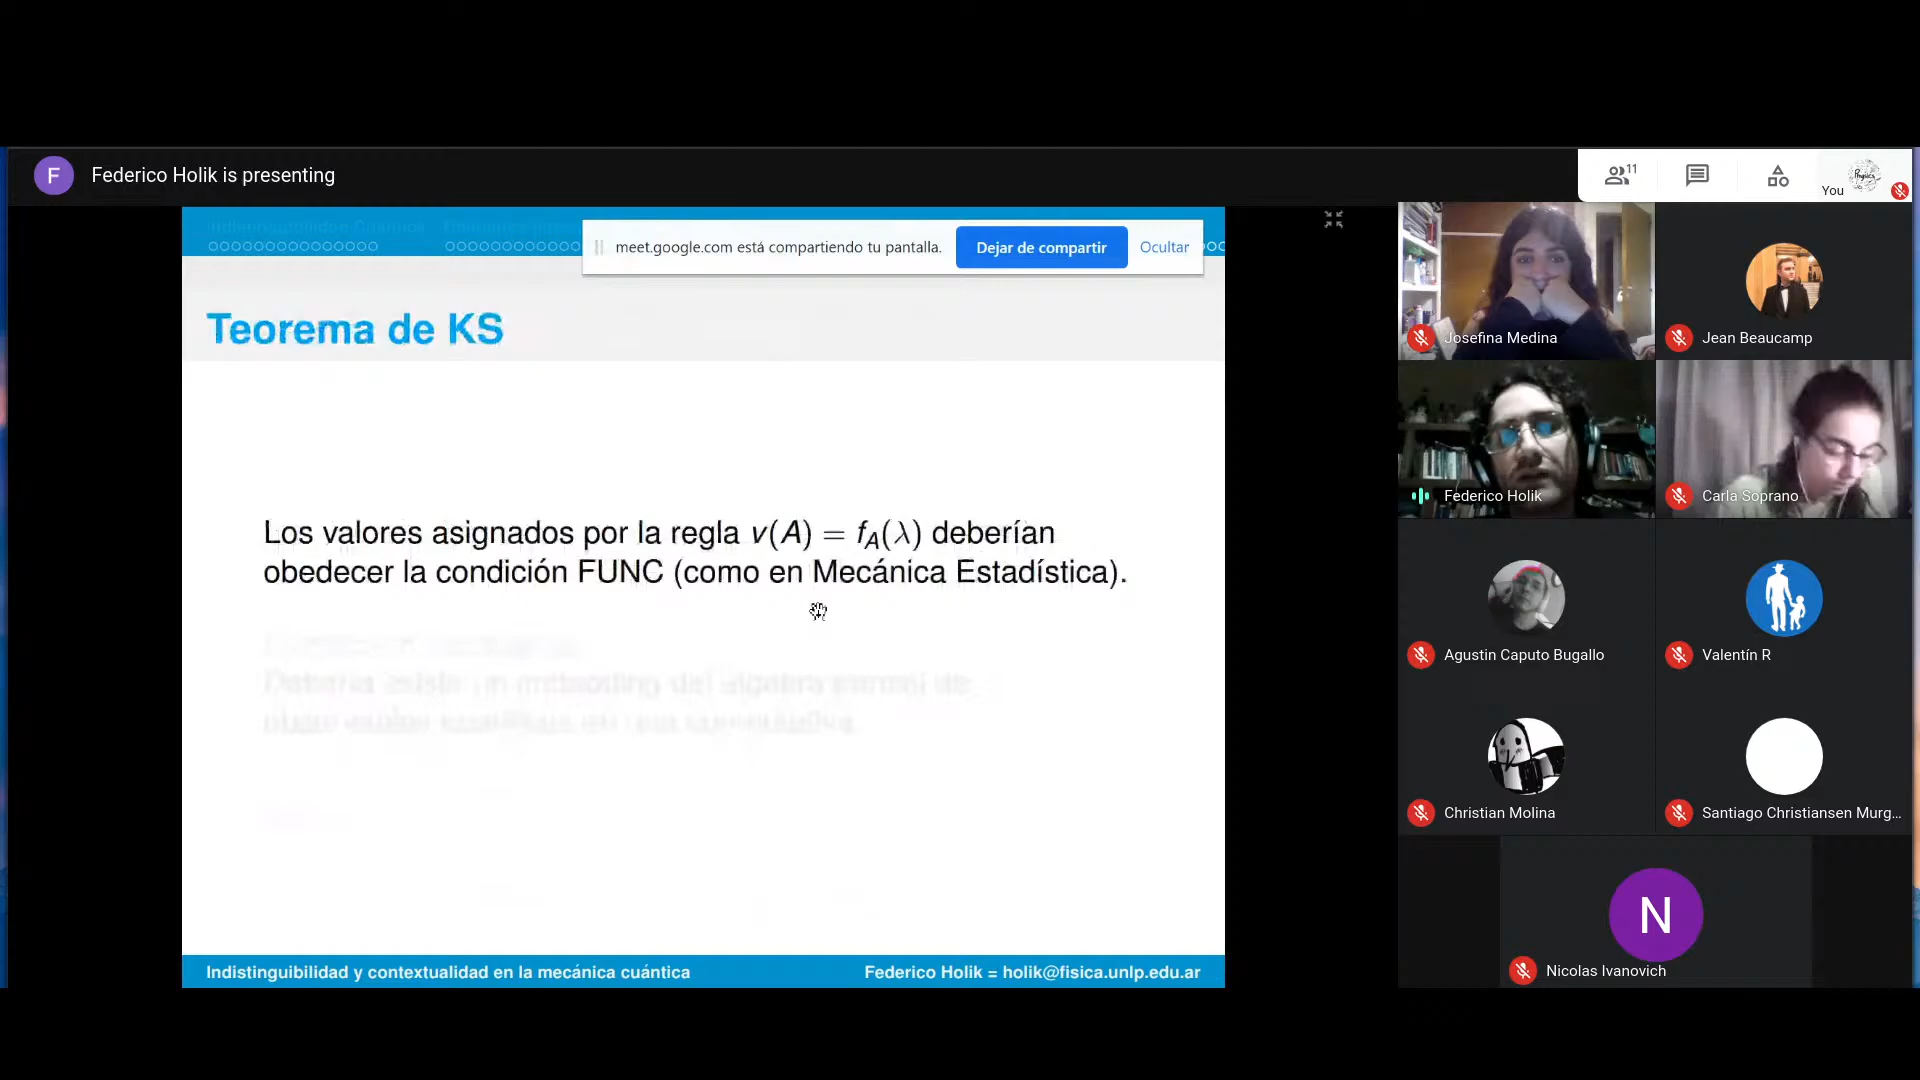 F
Federico Holik is presenting
11
You
Physics
meet.google.com está compartiendo tu pantalla.
Dejar de compartir
Ocultar
Teorema de KS
Los valores asignados por la regla v(A) = f_A(λ) deberían
obedecer la condición FUNC (como en Mecánica Estadística).
Indistinguibilidad y contextualidad en la mecánica cuántica
Federico Holik = holik@fisica.unlp.edu.ar
Josefina Medina
Jean Beaucamp
Federico Holik
Carla Soprano
Agustin Caputo Bugallo
Valentín R
Christian Molina
Santiago Christiansen Murg...
N
Nicolas Ivanovich